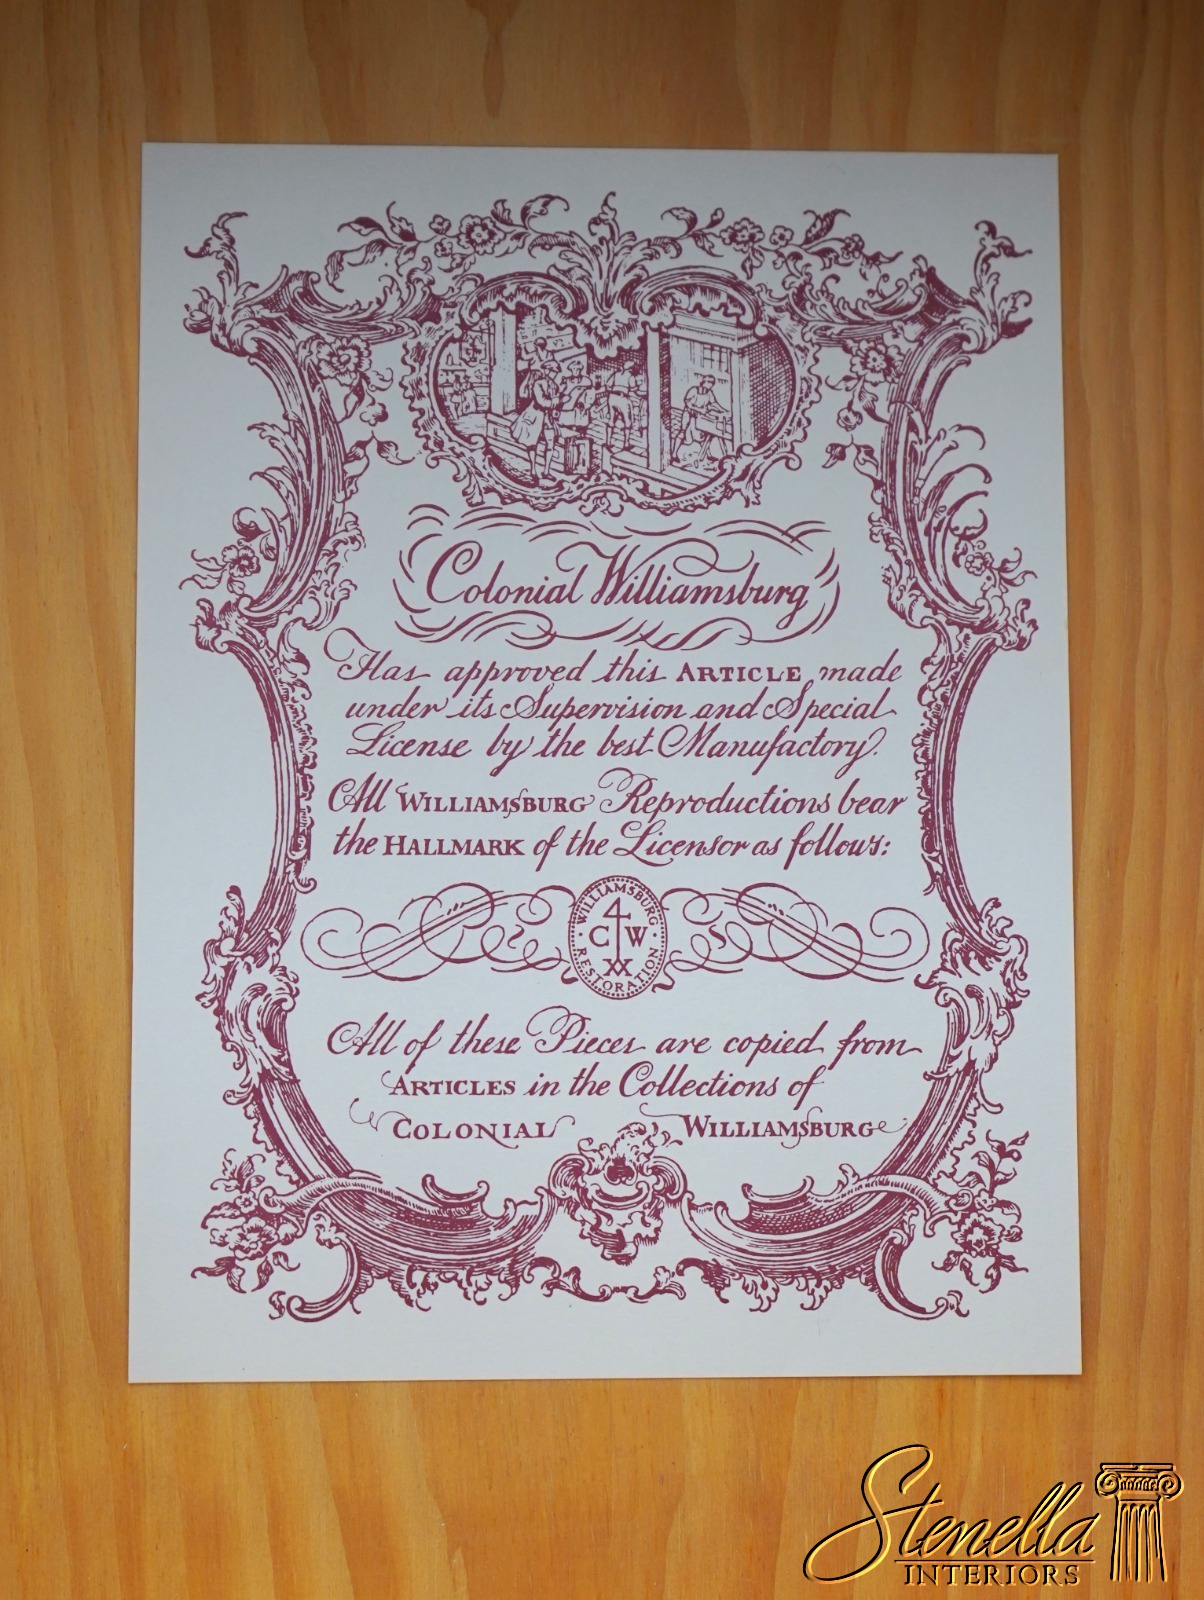 Colonial Williamsburg
Has approved this ARTICLE made
under its Supervision and Special
License by the best Manufactory.
All WILLIAMSBURG Reproductions bear
the HALLMARK of the Licensor as follows:
WILLIAMSBURG
C W
RESTORATION
All of these Pieces are copied from
ARTICLES in the Collections of
COLONIAL WILLIAMSBURG
Stenella
INTERIORS